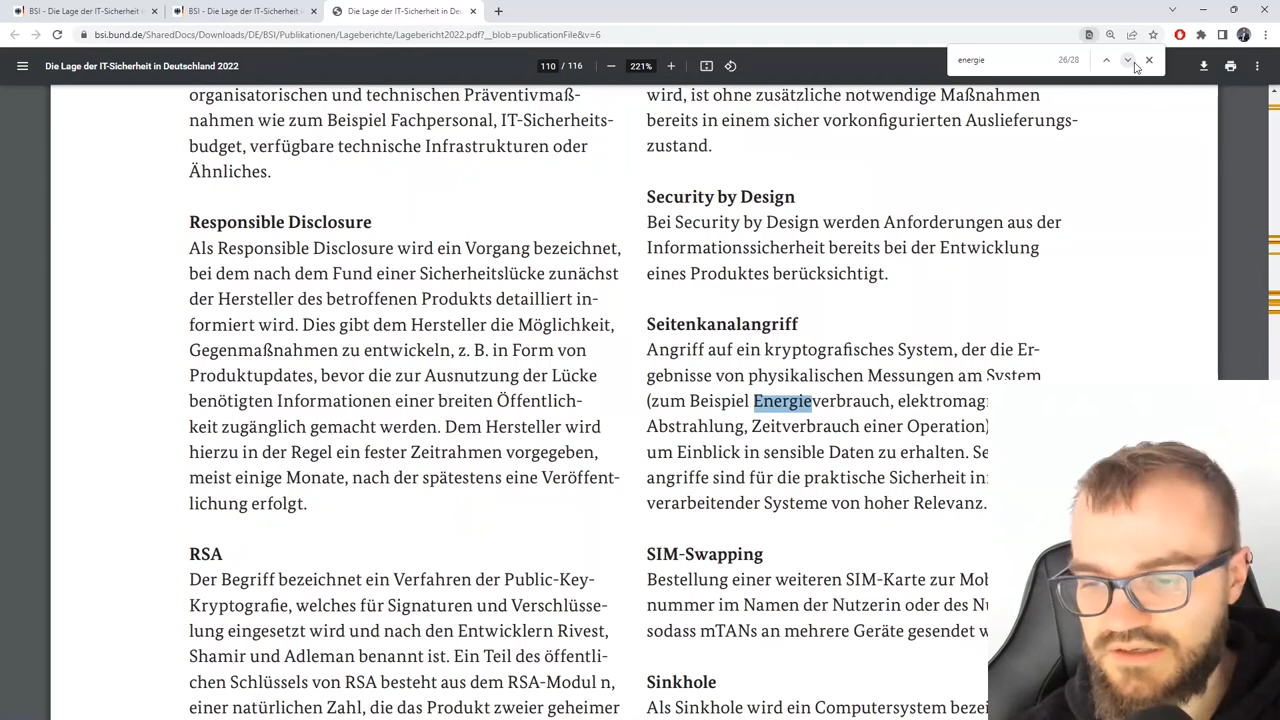 BSI - Die Lage der IT-Sicherheit in
BSI - Die Lage der IT-Sicherheit in
Die Lage der IT-Sicherheit in Deu
bsi.bund.de/SharedDocs/Downloads/DE/BSI/Publikationen/Lageberichte/Lagebericht2022.pdf?__blob=publicationFile&v=6
energie 26/28
Die Lage der IT-Sicherheit in Deutschland 2022
110 / 116
221%
organisatorischen und technischen Präventivmaß-
nahmen wie zum Beispiel Fachpersonal, IT-Sicherheits-
budget, verfügbare technische Infrastrukturen oder
Ähnliches.
Responsible Disclosure
Als Responsible Disclosure wird ein Vorgang bezeichnet,
bei dem nach dem Fund einer Sicherheitslücke zunächst
der Hersteller des betroffenen Produkts detailliert in-
formiert wird. Dies gibt dem Hersteller die Möglichkeit,
Gegenmaßnahmen zu entwickeln, z. B. in Form von
Produktupdates, bevor die zur Ausnutzung der Lücke
benötigten Informationen einer breiten Öffentlich-
keit zugänglich gemacht werden. Dem Hersteller wird
hierzu in der Regel ein fester Zeitrahmen vorgegeben,
meist einige Monate, nach der spätestens eine Veröffent-
lichung erfolgt.
RSA
Der Begriff bezeichnet ein Verfahren der Public-Key-
Kryptografie, welches für Signaturen und Verschlüsse-
lung eingesetzt wird und nach den Entwicklern Rivest,
Shamir und Adleman benannt ist. Ein Teil des öffentli-
chen Schlüssels von RSA besteht aus dem RSA-Modul n,
einer natürlichen Zahl, die das Produkt zweier geheimer
wird, ist ohne zusätzliche notwendige Maßnahmen
bereits in einem sicher vorkonfigurierten Auslieferungs-
zustand.
Security by Design
Bei Security by Design werden Anforderungen aus der
Informationssicherheit bereits bei der Entwicklung
eines Produktes berücksichtigt.
Seitenkanalangriff
Angriff auf ein kryptografisches System, der die Er-
gebnisse von physikalischen Messungen am System
(zum Beispiel Energieverbrauch, elektromag
Abstrahlung, Zeitverbrauch einer Operation)
um Einblick in sensible Daten zu erhalten. Se
angriffe sind für die praktische Sicherheit in
verarbeitender Systeme von hoher Relevanz.
SIM-Swapping
Bestellung einer weiteren SIM-Karte zur Mob
nummer im Namen der Nutzerin oder des N
sodass mTANs an mehrere Geräte gesendet w
Sinkhole
Als Sinkhole wird ein Computersystem bezei